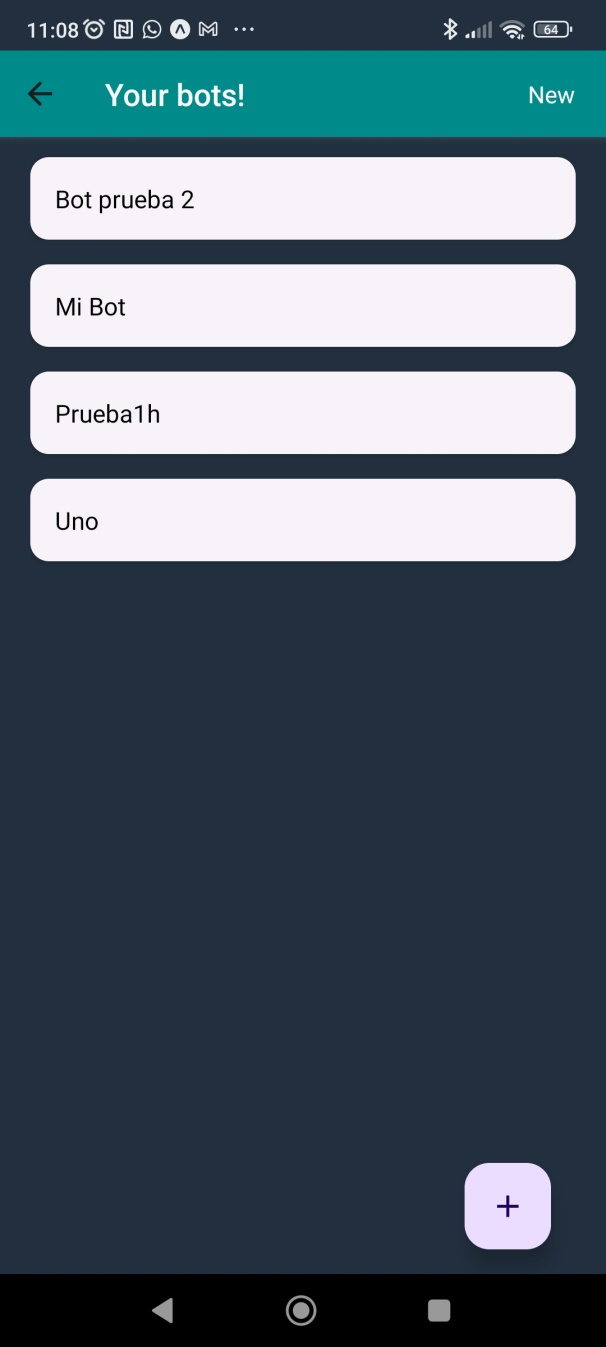 11:08 64
Your bots! New
Bot prueba 2
Mi Bot
Prueba1h
Uno
+